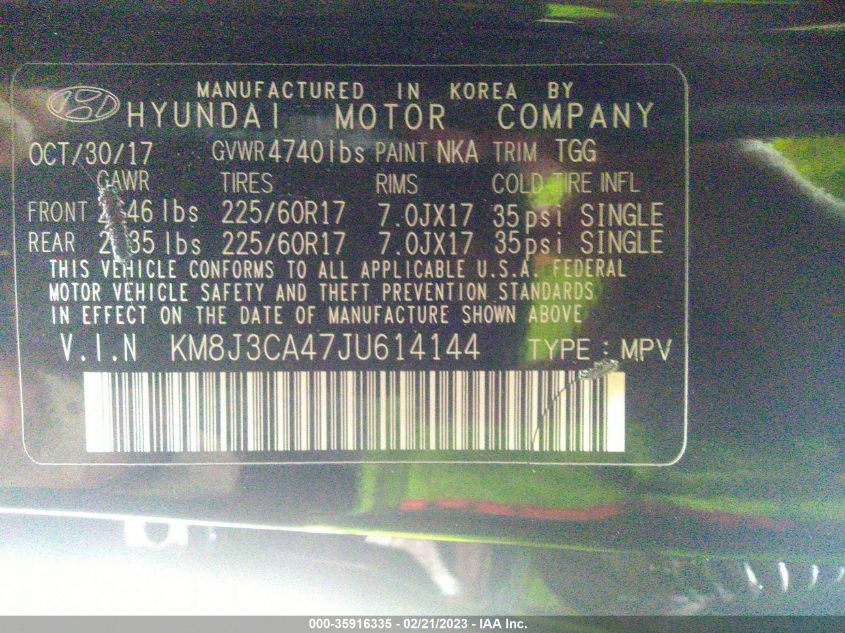 MANUFACTURED IN KOREA BY
HYUNDAI MOTOR COMPANY
OCT/30/17 GVWR 4740lbs PAINT NKA TRIM TGG
GAWR TIRES RIMS COLD TIRE INFL
FRONT lbs 225/60R17 7.0JX17 35psi SINGLE
REAR lbs 225/60R17 7.0JX17 35psi SINGLE
THIS VEHICLE CONFORMS TO ALL APPLICABLE U.S.A. FEDERAL
MOTOR VEHICLE SAFETY AND THEFT PREVENTION STANDARDS
IN EFFECT ON THE DATE OF MANUFACTURE SHOWN ABOVE
V.I.N KM8J3CA47JU614144 TYPE : MPV
000-35916335 - 02/21/2023 - IAA Inc.